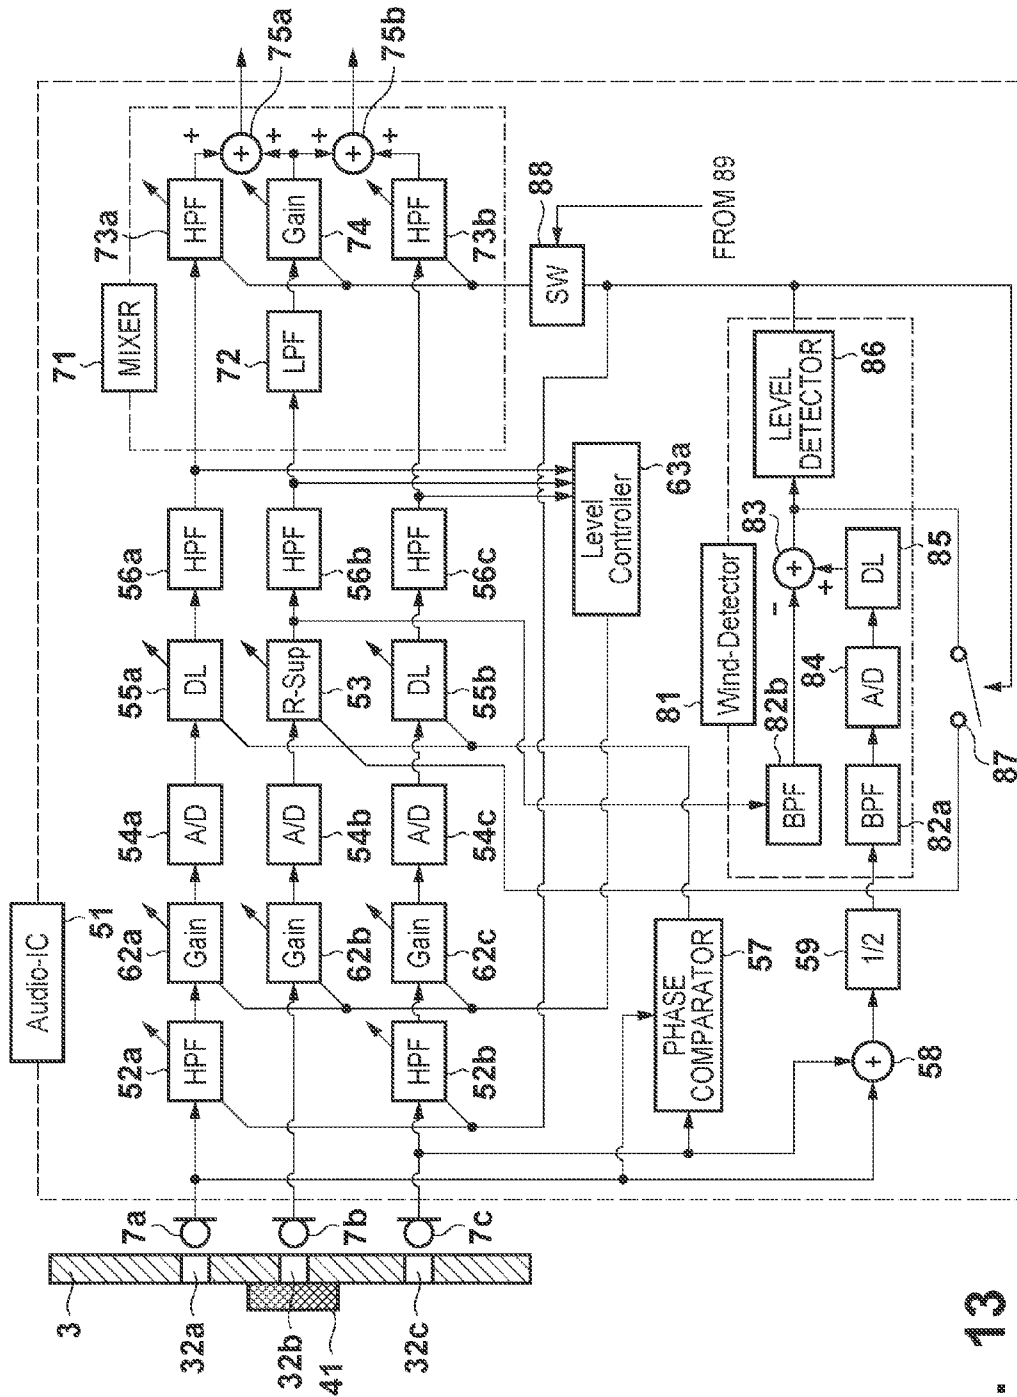 Audio-IC
51
MIXER
71
7a
52a
HPF
62a
Gain
54a
A/D
55a
DL
56a
HPF
73a
HPF
75a
+
+
+
3
32a
7b
Gain
62b
A/D
54b
R-Sup
53
HPF
56b
72
LPF
Gain
74
32b
41
7c
32c
HPF
52b
Gain
62c
A/D
54c
DL
55b
HPF
56c
HPF
73b
+
+
+
75b
Level
Controller
63a
SW
88
FROM 89
PHASE
COMPARATOR
57
81
Wind-Detector
82b
BPF
-
+
+
83
LEVEL
DETECTOR
86
+
58
59
1/2
BPF
82a
84
A/D
DL
85
87
. 13